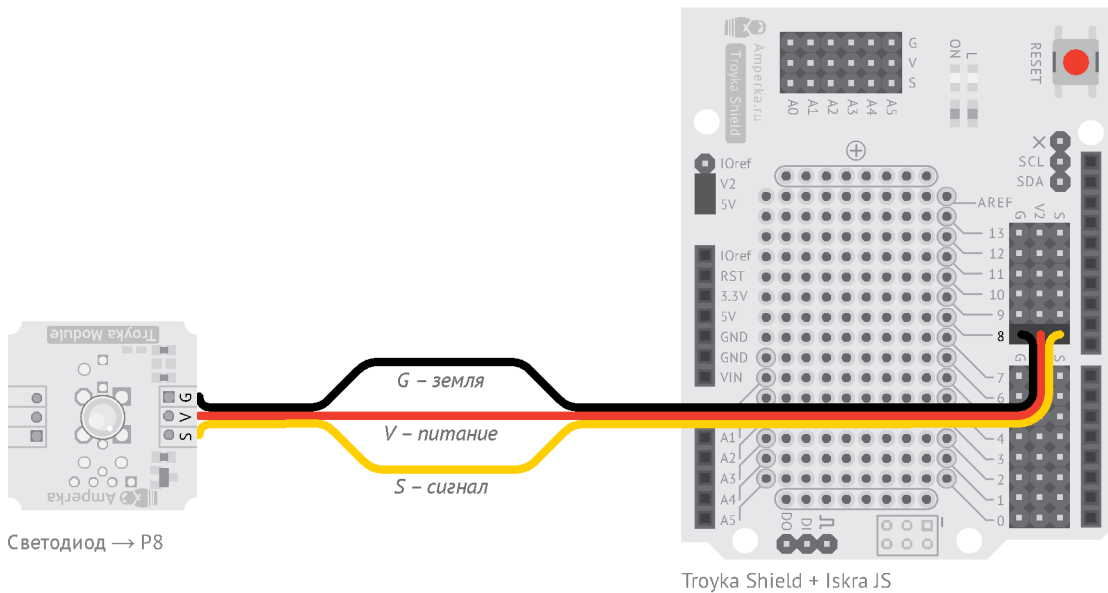 Amperka.ru
Troyka Shield
G
V
S
A0 A1 A2 A3 A4 A5
ON
L
RESET
IOref
V2
5V
SCL
SDA
AREF
G V2 S
13
12
11
10
9
8
IOref
RST
3.3V
5V
GND
GND
VIN
G
S
7
6
4
3
2
1
0
A1
A2
A3
A4
A5
DO
DI
Troyka Module
G
V
S
Amperka
G – земля
V – питание
S – сигнал
Светодиод → P8
Troyka Shield + Iskra JS